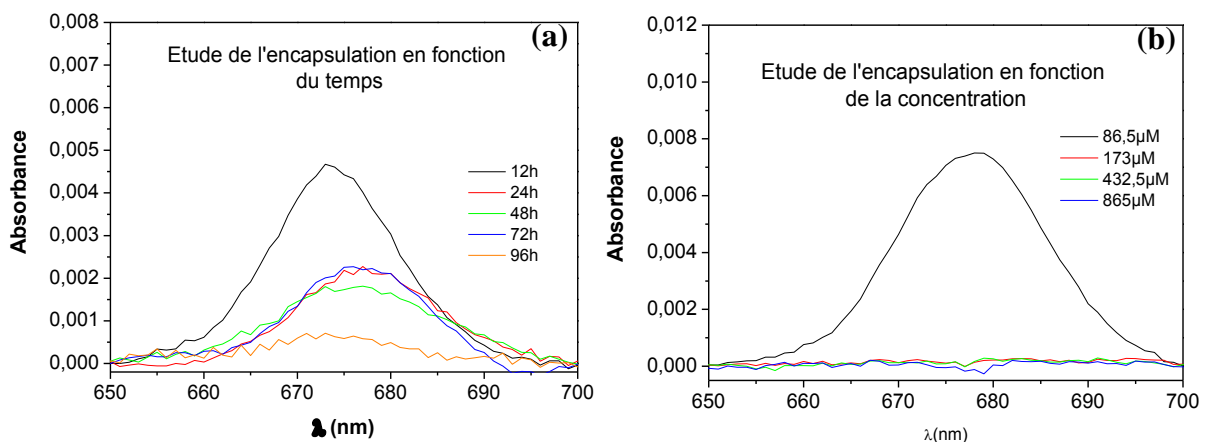 (a)
Etude de l'encapsulation en fonction
du temps
0,008
0,007
0,006
0,005
0,004
0,003
0,002
0,001
0,000
Absorbance
12h
24h
48h
72h
96h
650 660 670 680 690 700
(nm)
(b)
Etude de l'encapsulation en fonction
de la concentration
0,012
0,010
0,008
0,006
0,004
0,002
0,000
Absorbance
86,5µM
173µM
432,5µM
865µM
650 660 670 680 690 700
λ(nm)